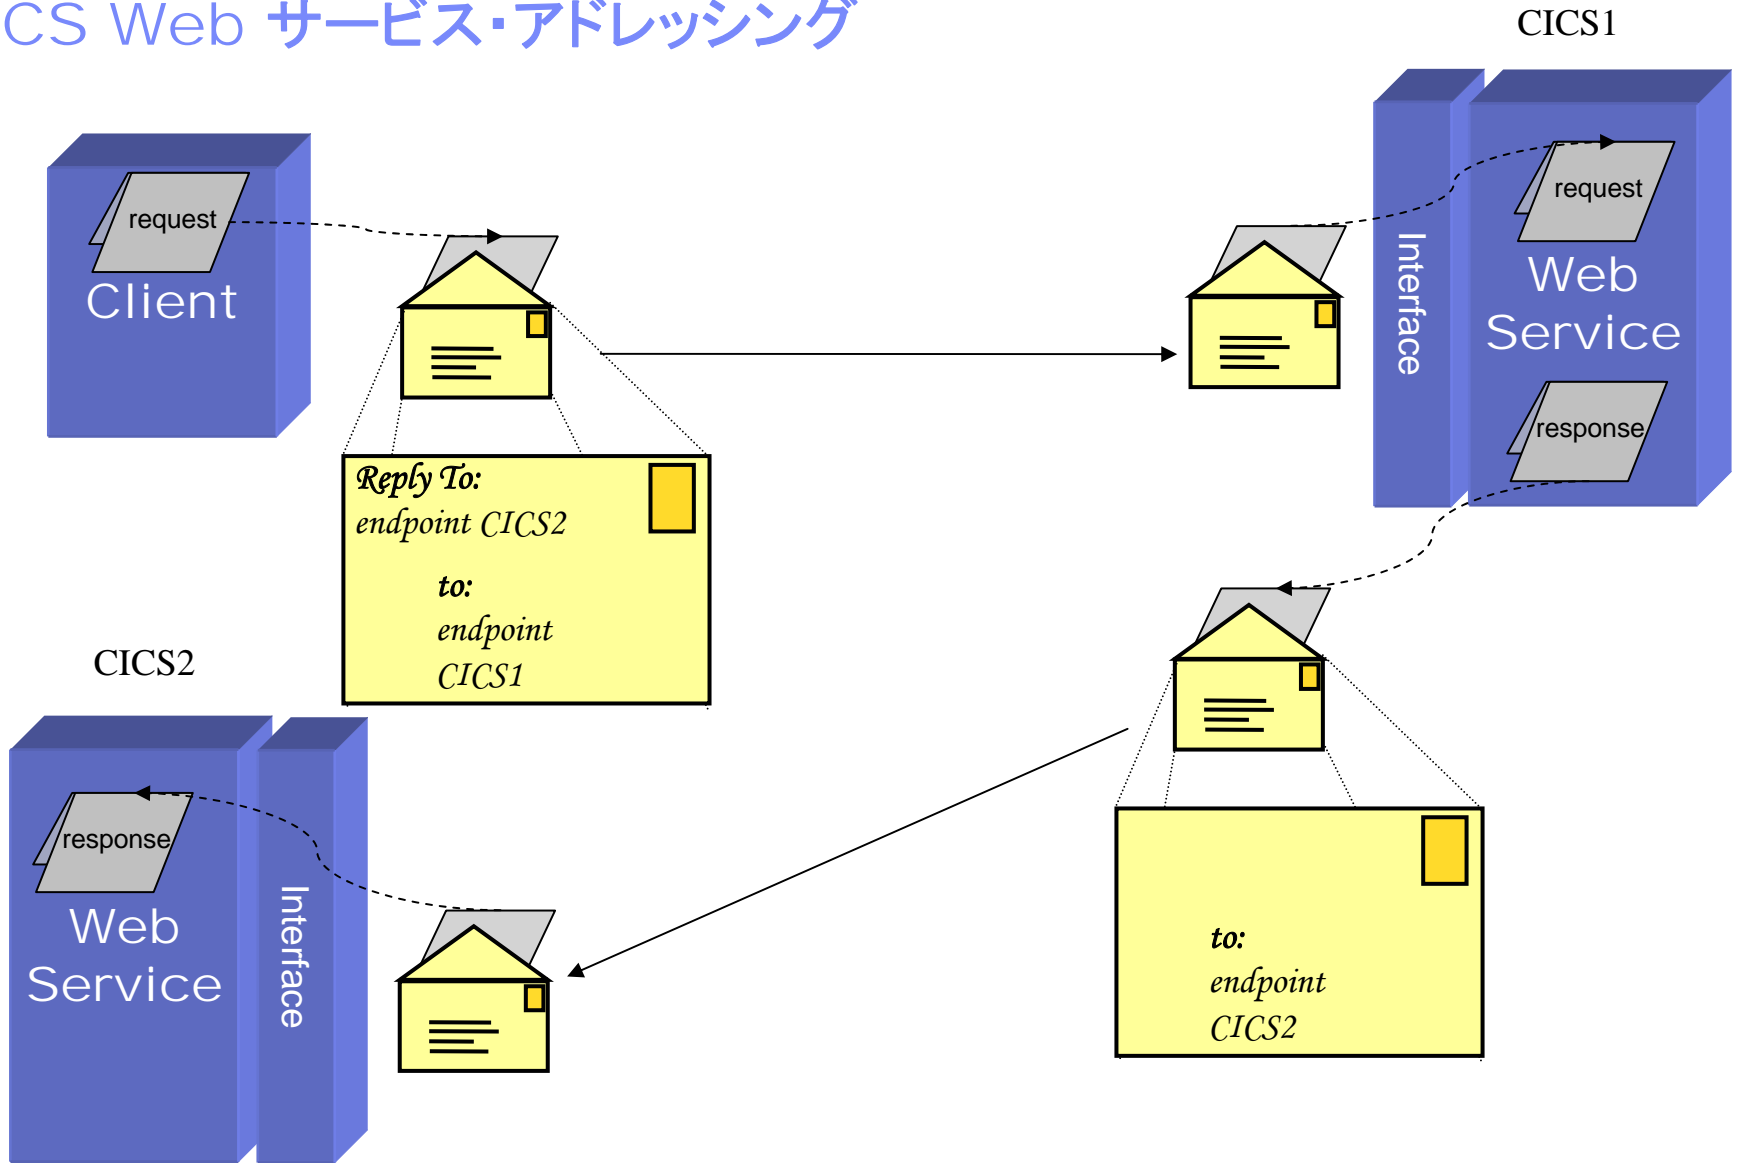 CS Web サービス・アドレッシング
CICS1
request
Client
request
Interface
Web
Service
response
Reply To:
endpoint CICS2
to:
endpoint
CICS1
CICS2
response
Web
Service
Interface
to:
endpoint
CICS2